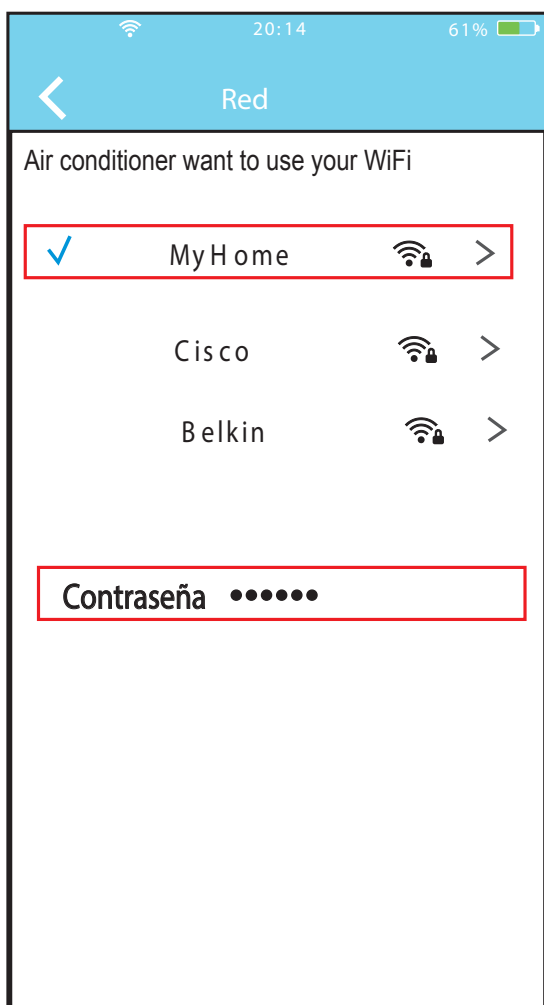 20:14 61%
Red
Air conditioner want to use your WiFi
MyHome
Cisco
Belkin
Contraseña ●●●●●●